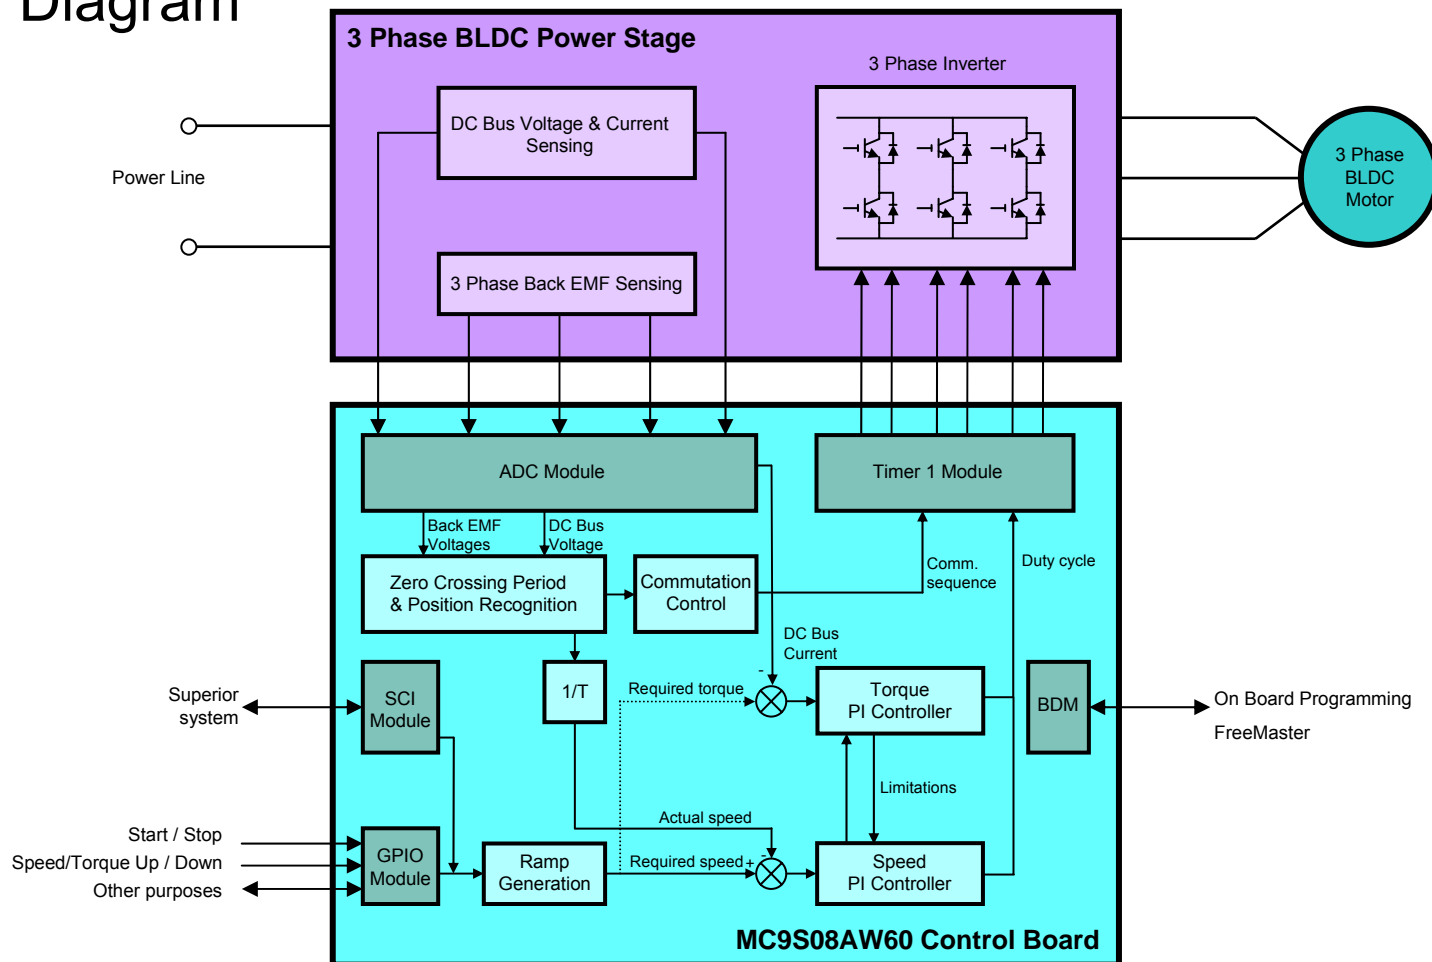 Diagram
3 Phase BLDC Power Stage
3 Phase Inverter
DC Bus Voltage & Current
Sensing
3 Phase
BLDC
Motor
Power Line
3 Phase Back EMF Sensing
ADC Module
Timer 1 Module
Back EMF
Voltages
DC Bus
Voltage
Zero Crossing Period
& Position Recognition
Commutation
Control
Comm.
sequence
Duty cycle
DC Bus
Current
-
1/T
Required torque
Torque
PI Controller
SCI
Module
Superior
system
BDM
On Board Programming
FreeMaster
Limitations
Actual speed
-
Start / Stop
Speed/Torque Up / Down
Other purposes
GPIO
Module
Ramp
Generation
Required speed
+
Speed
PI Controller
MC9S08AW60 Control Board